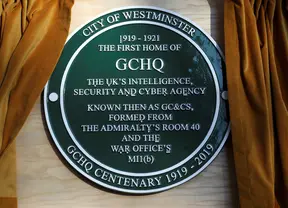 CITY OF WESTMINSTER
1919 - 1921
THE FIRST HOME OF
GCHQ
THE UK'S INTELLIGENCE,
SECURITY AND CYBER AGENCY
KNOWN THEN AS GC&CS,
FORMED FROM
THE ADMIRALTY'S ROOM 40
AND THE
WAR OFFICE'S
MI1(b)
GCHQ CENTENARY 1919 - 2019